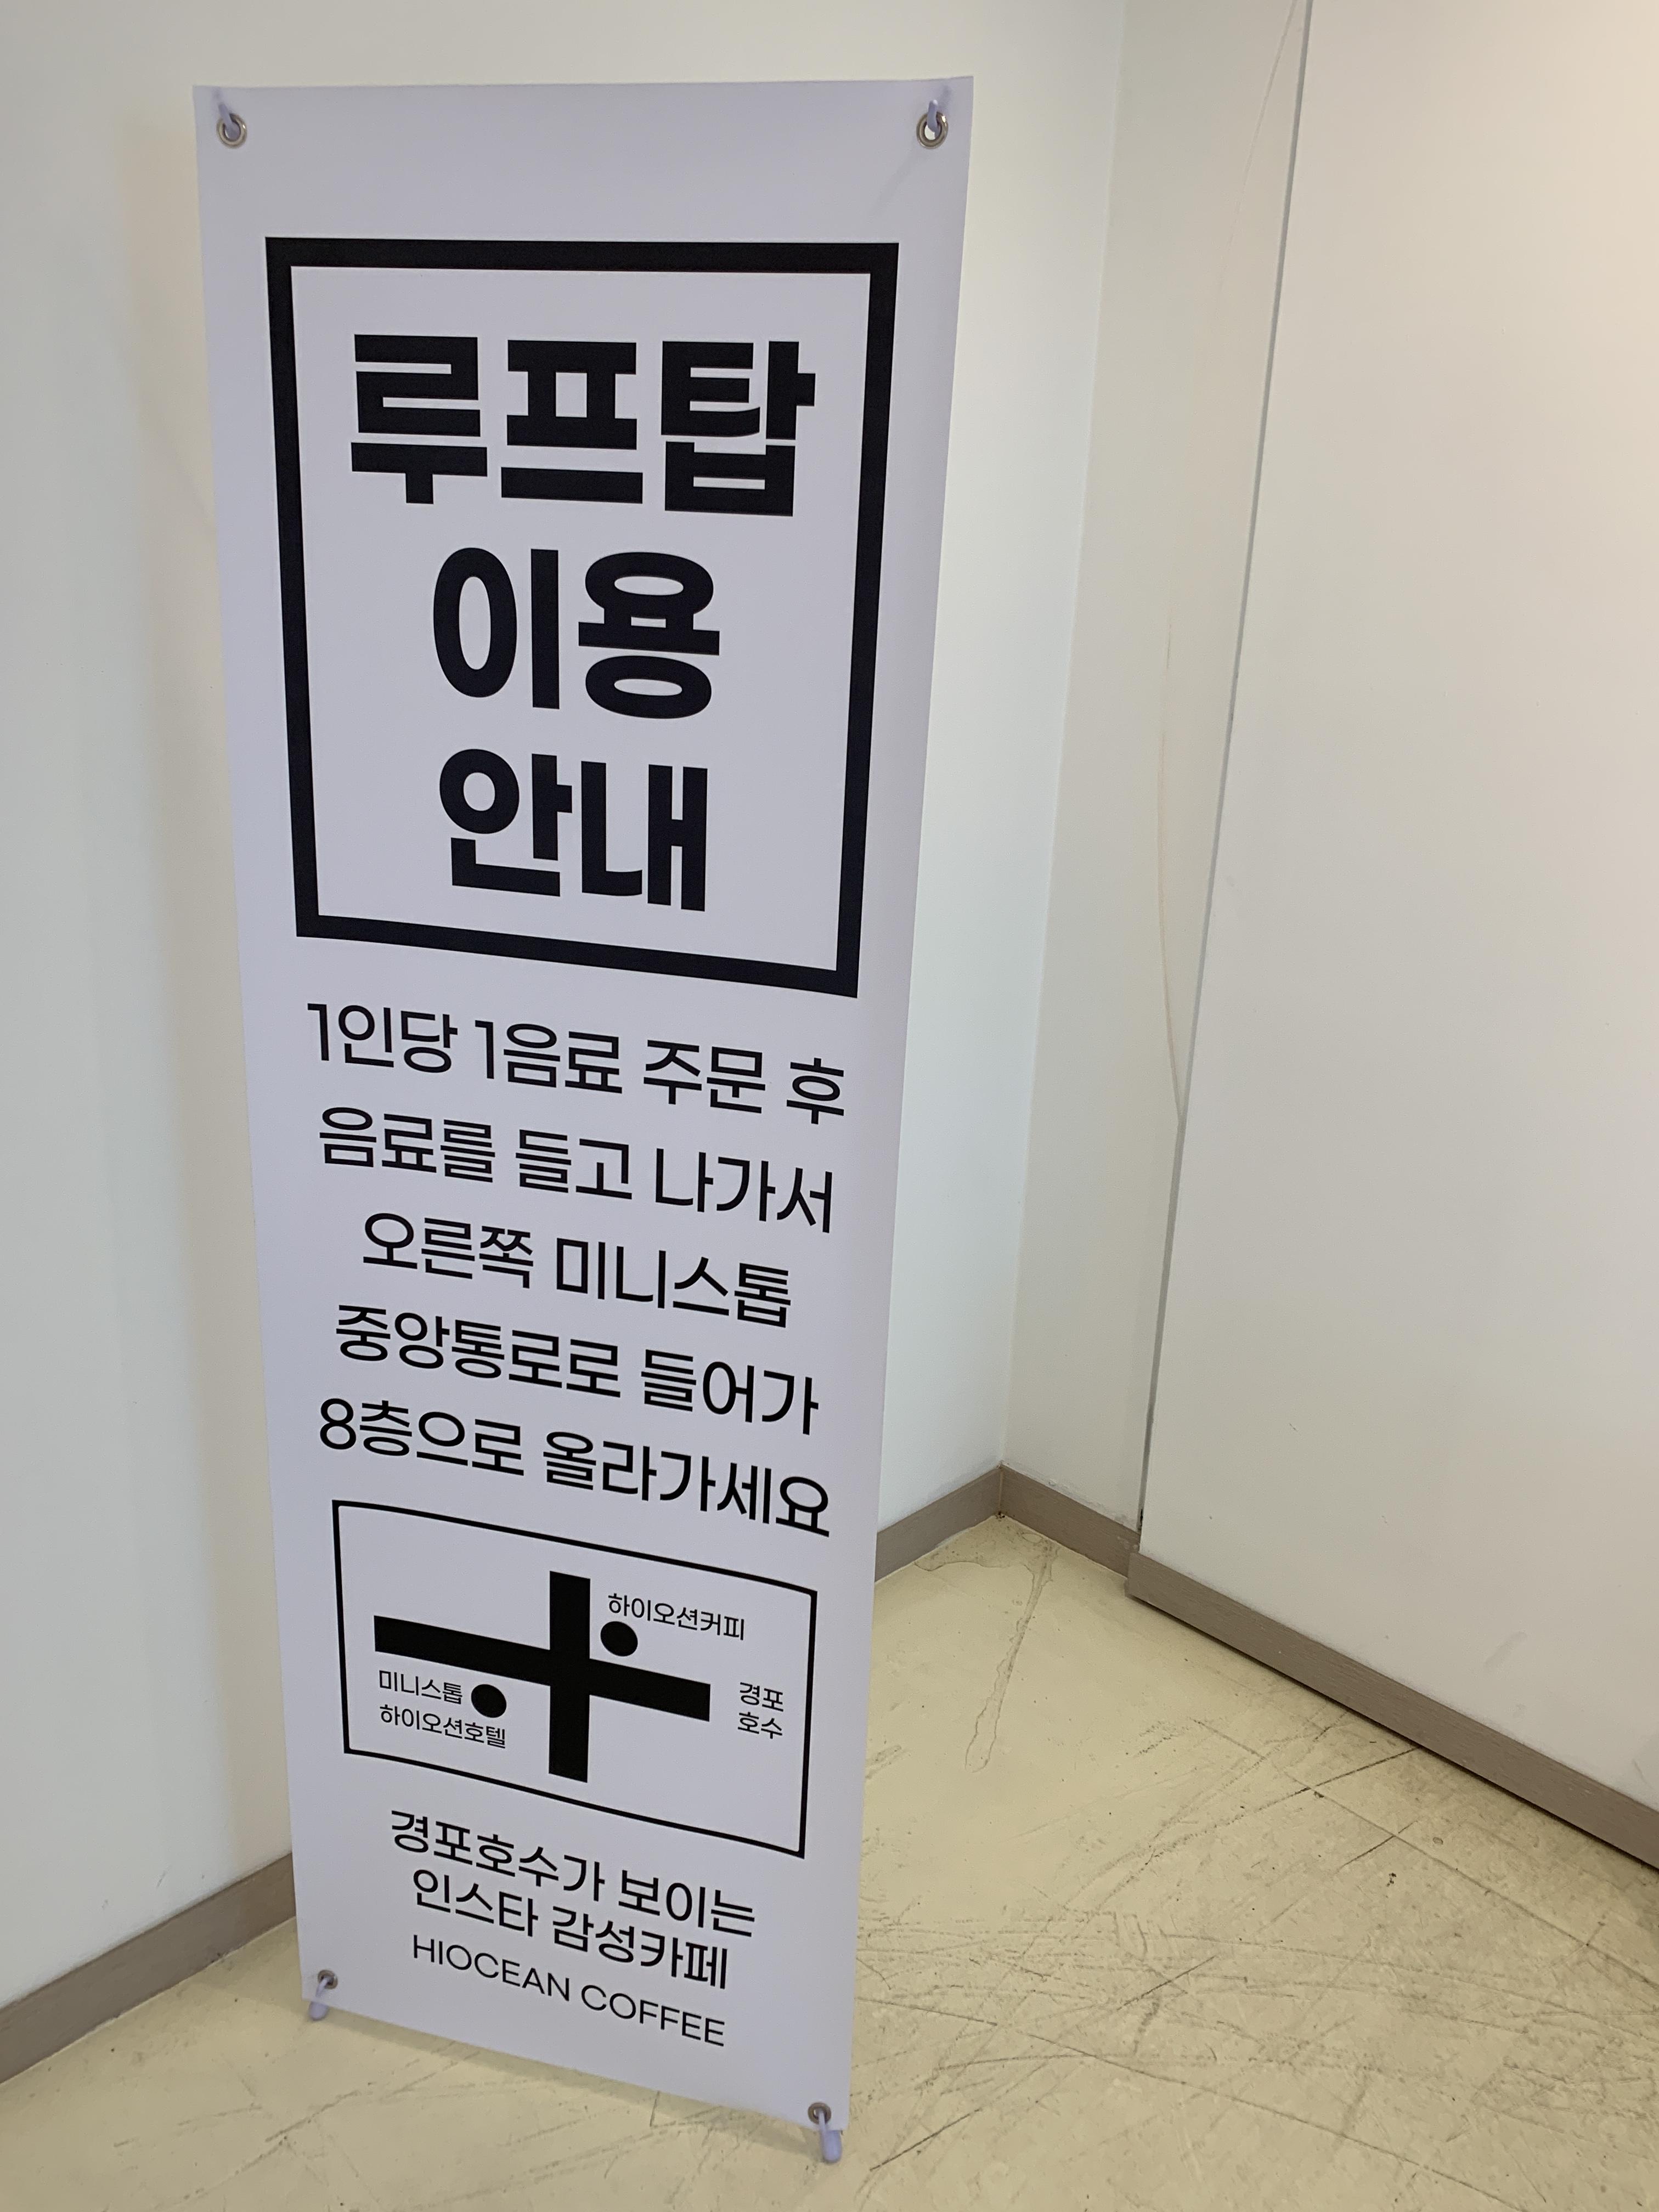 루프탑
이용
안내
1인당 1음료 주문 후
음료를 들고 나가서
오른쪽 미니스톱
중앙통로로 들어가
8층으로 올라가세요
하이오션커피
미니스톱
하이오션호텔
경포
호수
경포호수가 보이는
인스타 감성카페
HIOCEAN COFFEE